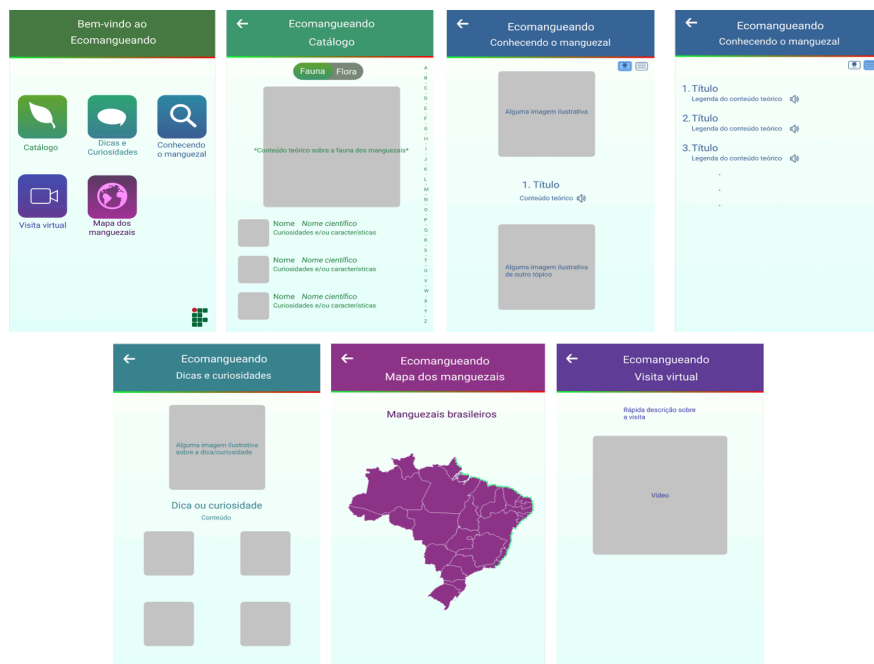 Bem-vindo ao
Ecomangueando
Catálogo
Dicas e
Curiosidades
Conhecendo
o manguezal
Visita virtual
Mapa dos
manguezais
Ecomangueando
Catálogo
Fauna Flora
*Conteúdo teórico sobre a fauna dos manguezais*
Nome Nome científico
Curiosidades e/ou características
Nome Nome científico
Curiosidades e/ou características
Nome Nome científico
Curiosidades e/ou características
A
B
C
D
E
F
G
H
I
J
K
L
M
N
O
P
Q
R
S
T
U
V
W
X
Y
Z
Ecomangueando
Conhecendo o manguezal
Alguma imagem ilustrativa
1. Título
Conteúdo teórico
Alguma imagem ilustrativa
de outro tópico
Ecomangueando
Conhecendo o manguezal
1. Título
Legenda do conteúdo teórico
2. Título
Legenda do conteúdo teórico
3. Título
Legenda do conteúdo teórico
.
.
.
Ecomangueando
Dicas e curiosidades
Alguma imagem ilustrativa
sobre a dica/curiosidade
Dica ou curiosidade
Conteúdo
Ecomangueando
Mapa dos manguezais
Manguezais brasileiros
Ecomangueando
Visita virtual
Rápida descrição sobre
a visita
Vídeo